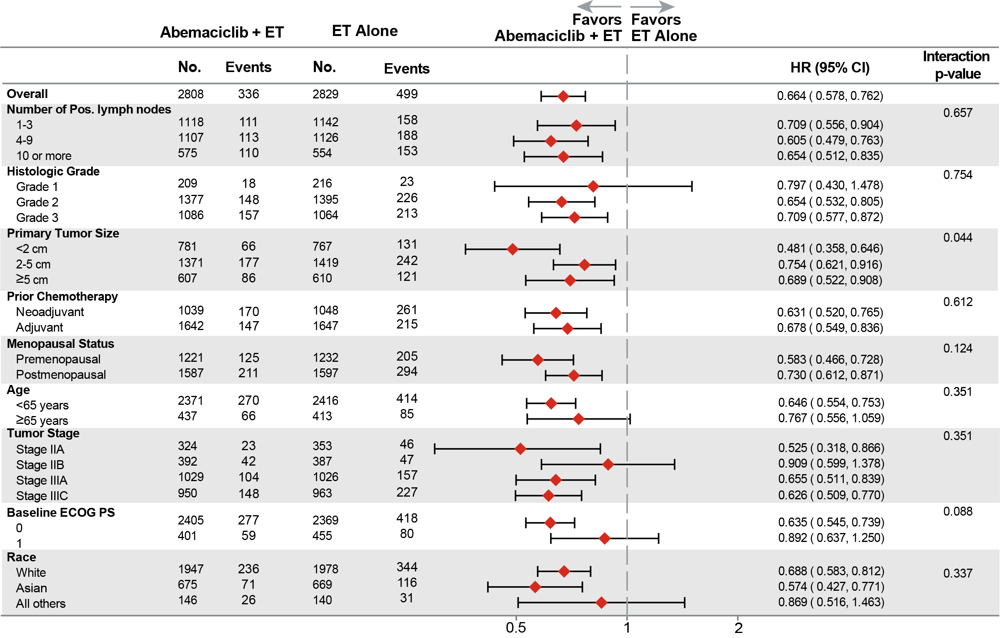 Favors Favors
Abemaciclib + ET ET Alone Abemaciclib + ET ET Alone
No. Events No. Events HR (95% CI) Interaction p-value
Overall 2808 336 2829 499 0.664 ( 0.578, 0.762)
Number of Pos. lymph nodes 0.657
1-3 1118 111 1142 158 0.709 ( 0.556, 0.904)
4-9 1107 113 1126 188 0.605 ( 0.479, 0.763)
10 or more 575 110 554 153 0.654 ( 0.512, 0.835)
Histologic Grade 0.754
Grade 1 209 18 216 23 0.797 ( 0.430, 1.478)
Grade 2 1377 148 1395 226 0.654 ( 0.532, 0.805)
Grade 3 1086 157 1064 213 0.709 ( 0.577, 0.872)
Primary Tumor Size 0.044
<2 cm 781 66 767 131 0.481 ( 0.358, 0.646)
2-5 cm 1371 177 1419 242 0.754 ( 0.621, 0.916)
≥5 cm 607 86 610 121 0.689 ( 0.522, 0.908)
Prior Chemotherapy 0.612
Neoadjuvant 1039 170 1048 261 0.631 ( 0.520, 0.765)
Adjuvant 1642 147 1647 215 0.678 ( 0.549, 0.836)
Menopausal Status 0.124
Premenopausal 1221 125 1232 205 0.583 ( 0.466, 0.728)
Postmenopausal 1587 211 1597 294 0.730 ( 0.612, 0.871)
Age 0.351
<65 years 2371 270 2416 414 0.646 ( 0.554, 0.753)
≥65 years 437 66 413 85 0.767 ( 0.556, 1.059)
Tumor Stage 0.351
Stage IIA 324 23 353 46 0.525 ( 0.318, 0.866)
Stage IIB 392 42 387 47 0.909 ( 0.599, 1.378)
Stage IIIA 1029 104 1026 157 0.655 ( 0.511, 0.839)
Stage IIIC 950 148 963 227 0.626 ( 0.509, 0.770)
Baseline ECOG PS 0.088
0 2405 277 2369 418 0.635 ( 0.545, 0.739)
1 401 59 455 80 0.892 ( 0.637, 1.250)
Race
White 1947 236 1978 344 0.688 ( 0.583, 0.812) 0.337
Asian 675 71 669 116 0.574 ( 0.427, 0.771)
All others 146 26 140 31 0.869 ( 0.516, 1.463)
0.5 1 2